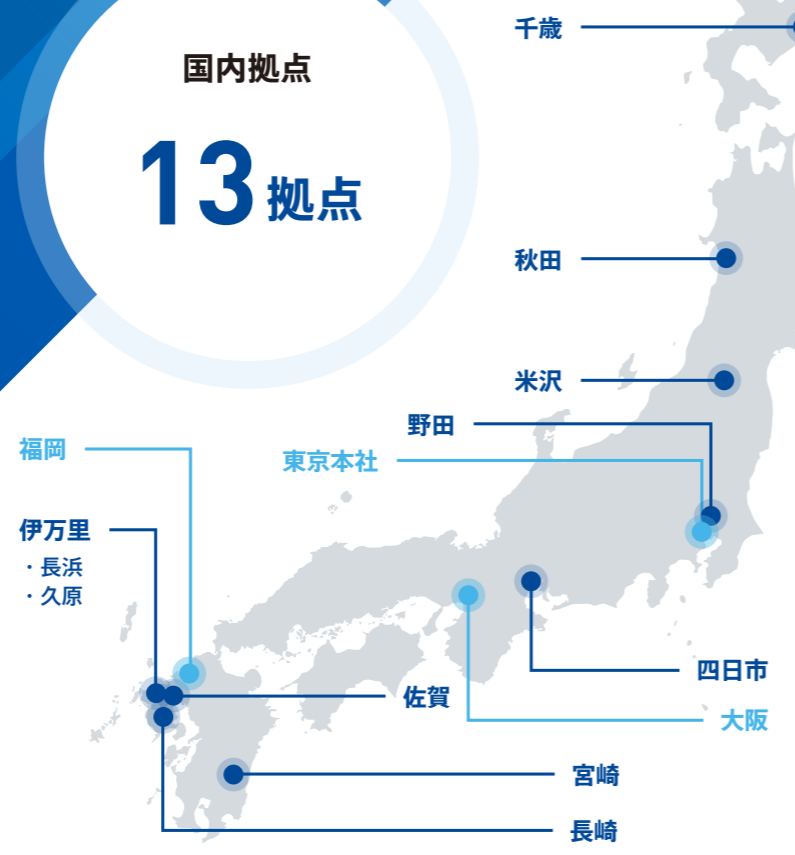 国内拠点
13拠点
千歳
秋田
米沢
野田
東京本社
福岡
伊万里
・長浜
・久原
佐賀
四日市
大阪
宮崎
長崎